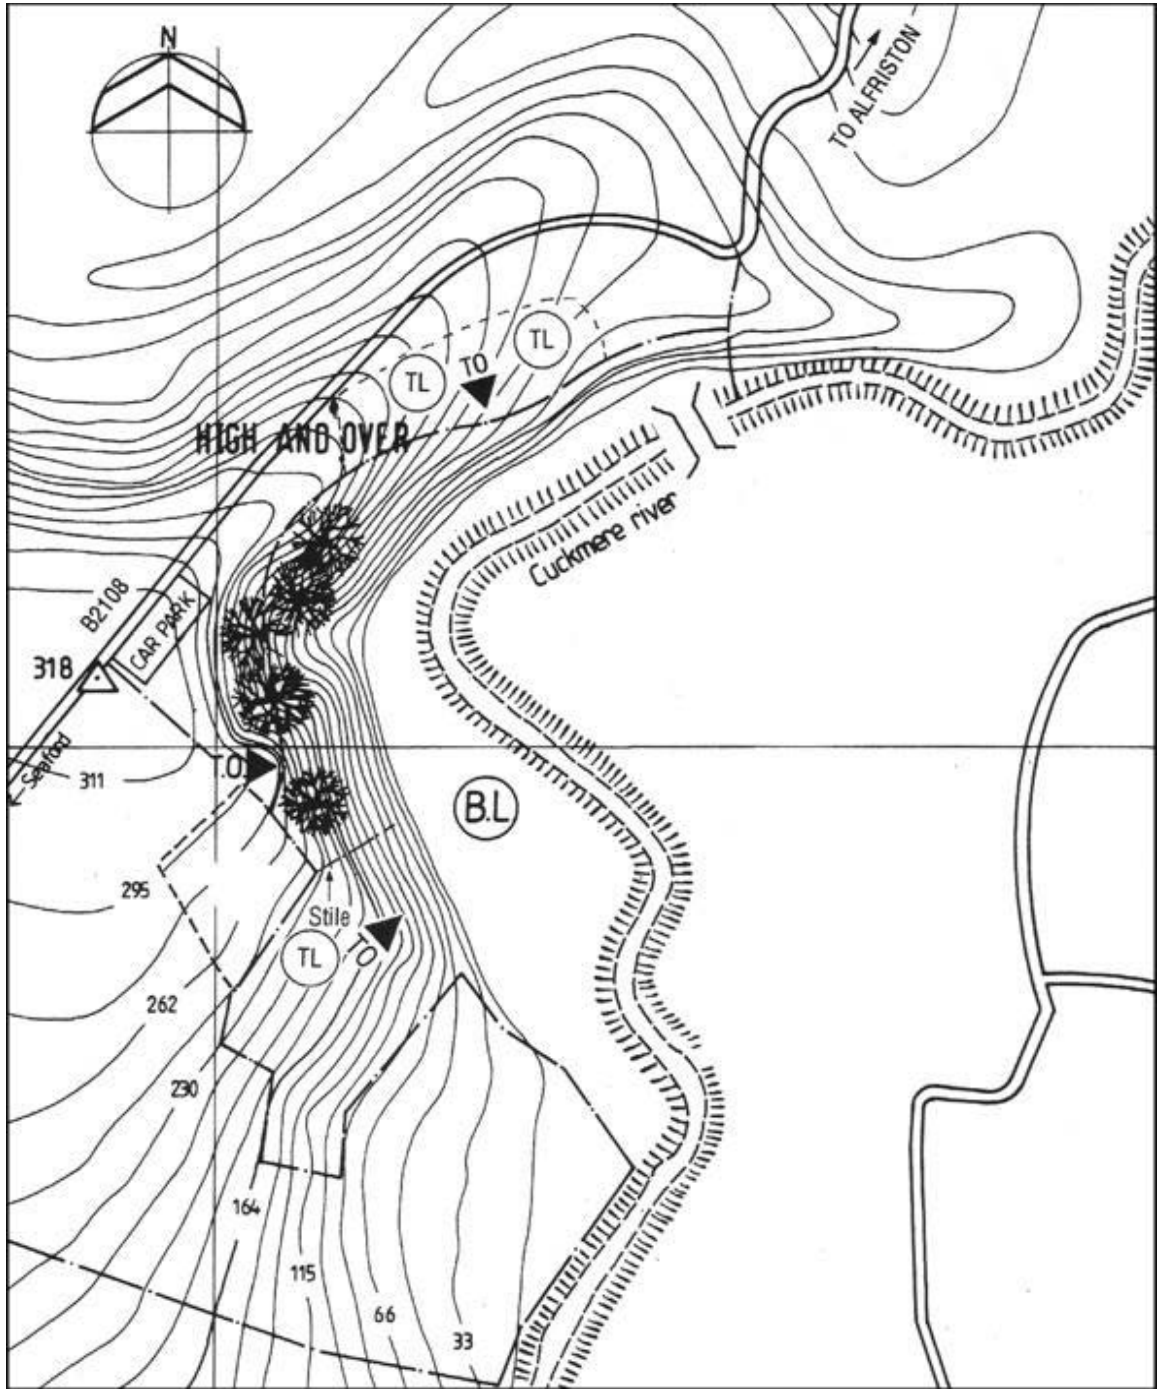 N
TO ALFRISTON
TL
TO
TL
HIGH AND OVER
Cuckmere river
B2108
CAR PARK
318
Seaford
311
T.O.
B.L
295
Stile
TO
TL
262
230
164
115
66
33